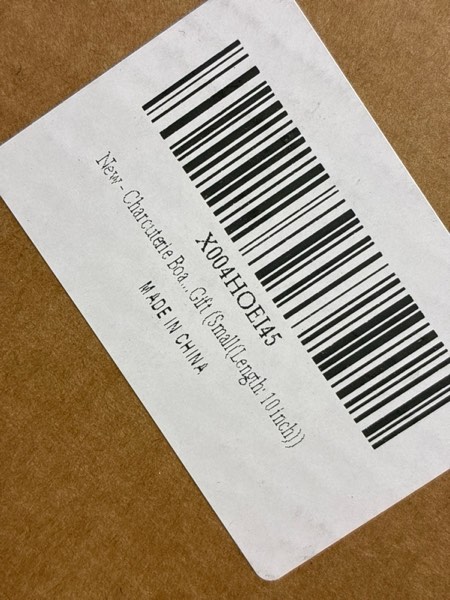 X004HOEI45
New - Charcuterie Boa... Gift (Small(Length: 10 inch))
MADE IN CHINA